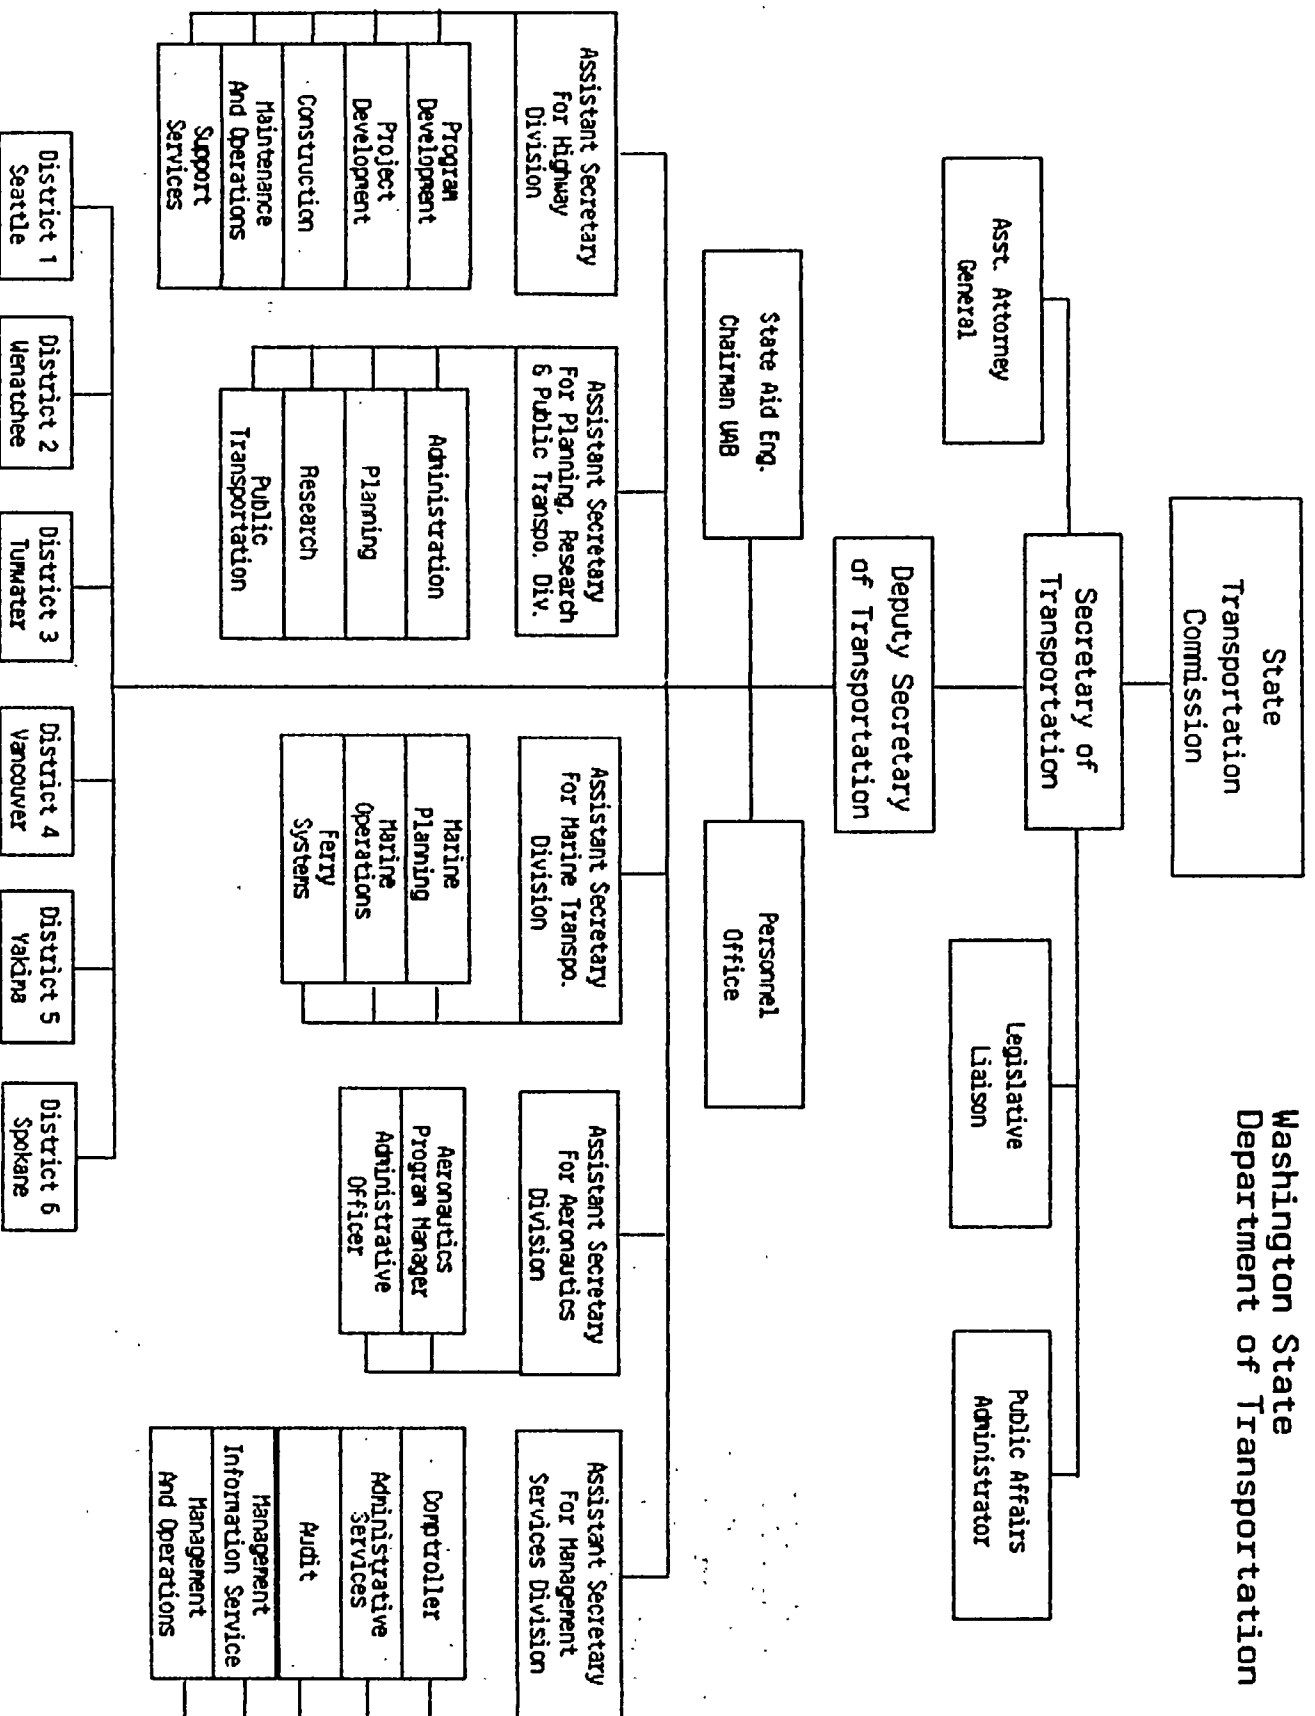 Washington State
Department of Transportation
State
Transportation
Commission
Secretary of
Transportation
Asst. Attorney
General
Legislative
Liaison
Public Affairs
Administrator
Deputy Secretary
of Transportation
State Aid Eng.
Chairman UAB
Personnel
Office
Assistant Secretary
For Highway
Division
Program
Development
Project
Development
Construction
Maintenance
And Operations
Support
Services
Assistant Secretary
For Planning, Research
& Public Transpo. Div.
Administration
Planning
Research
Public
Transportation
Assistant Secretary
For Marine Transpo.
Division
Marine
Planning
Marine
Operations
Ferry
Systems
Assistant Secretary
For Aeronautics
Division
Aeronautics
Program Manager
Administrative
Officer
Assistant Secretary
For Management
Services Division
Comptroller
Administrative
Services
Audit
Management
Information Service
Management
And Operations
District 1
Seattle
District 2
Wenatchee
District 3
Tumwater
District 4
Vancouver
District 5
Yakima
District 6
Spokane